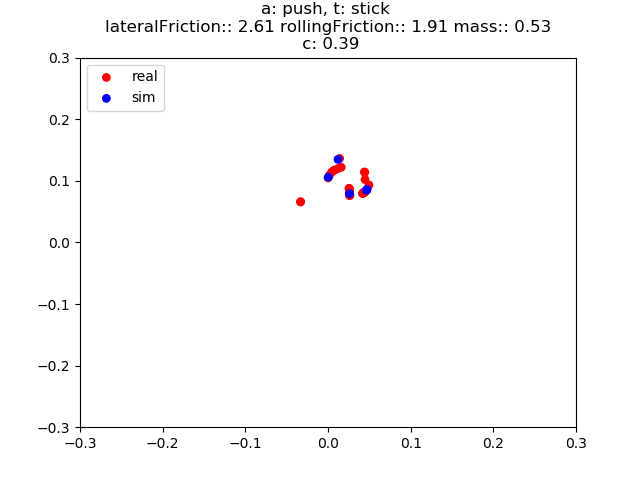 a: push, t: stick
lateralFriction:: 2.61 rollingFriction:: 1.91 mass:: 0.53
c: 0.39
real
sim
0.3
0.2
0.1
0.0
−0.1
−0.2
−0.3
−0.3 −0.2 −0.1 0.0 0.1 0.2 0.3